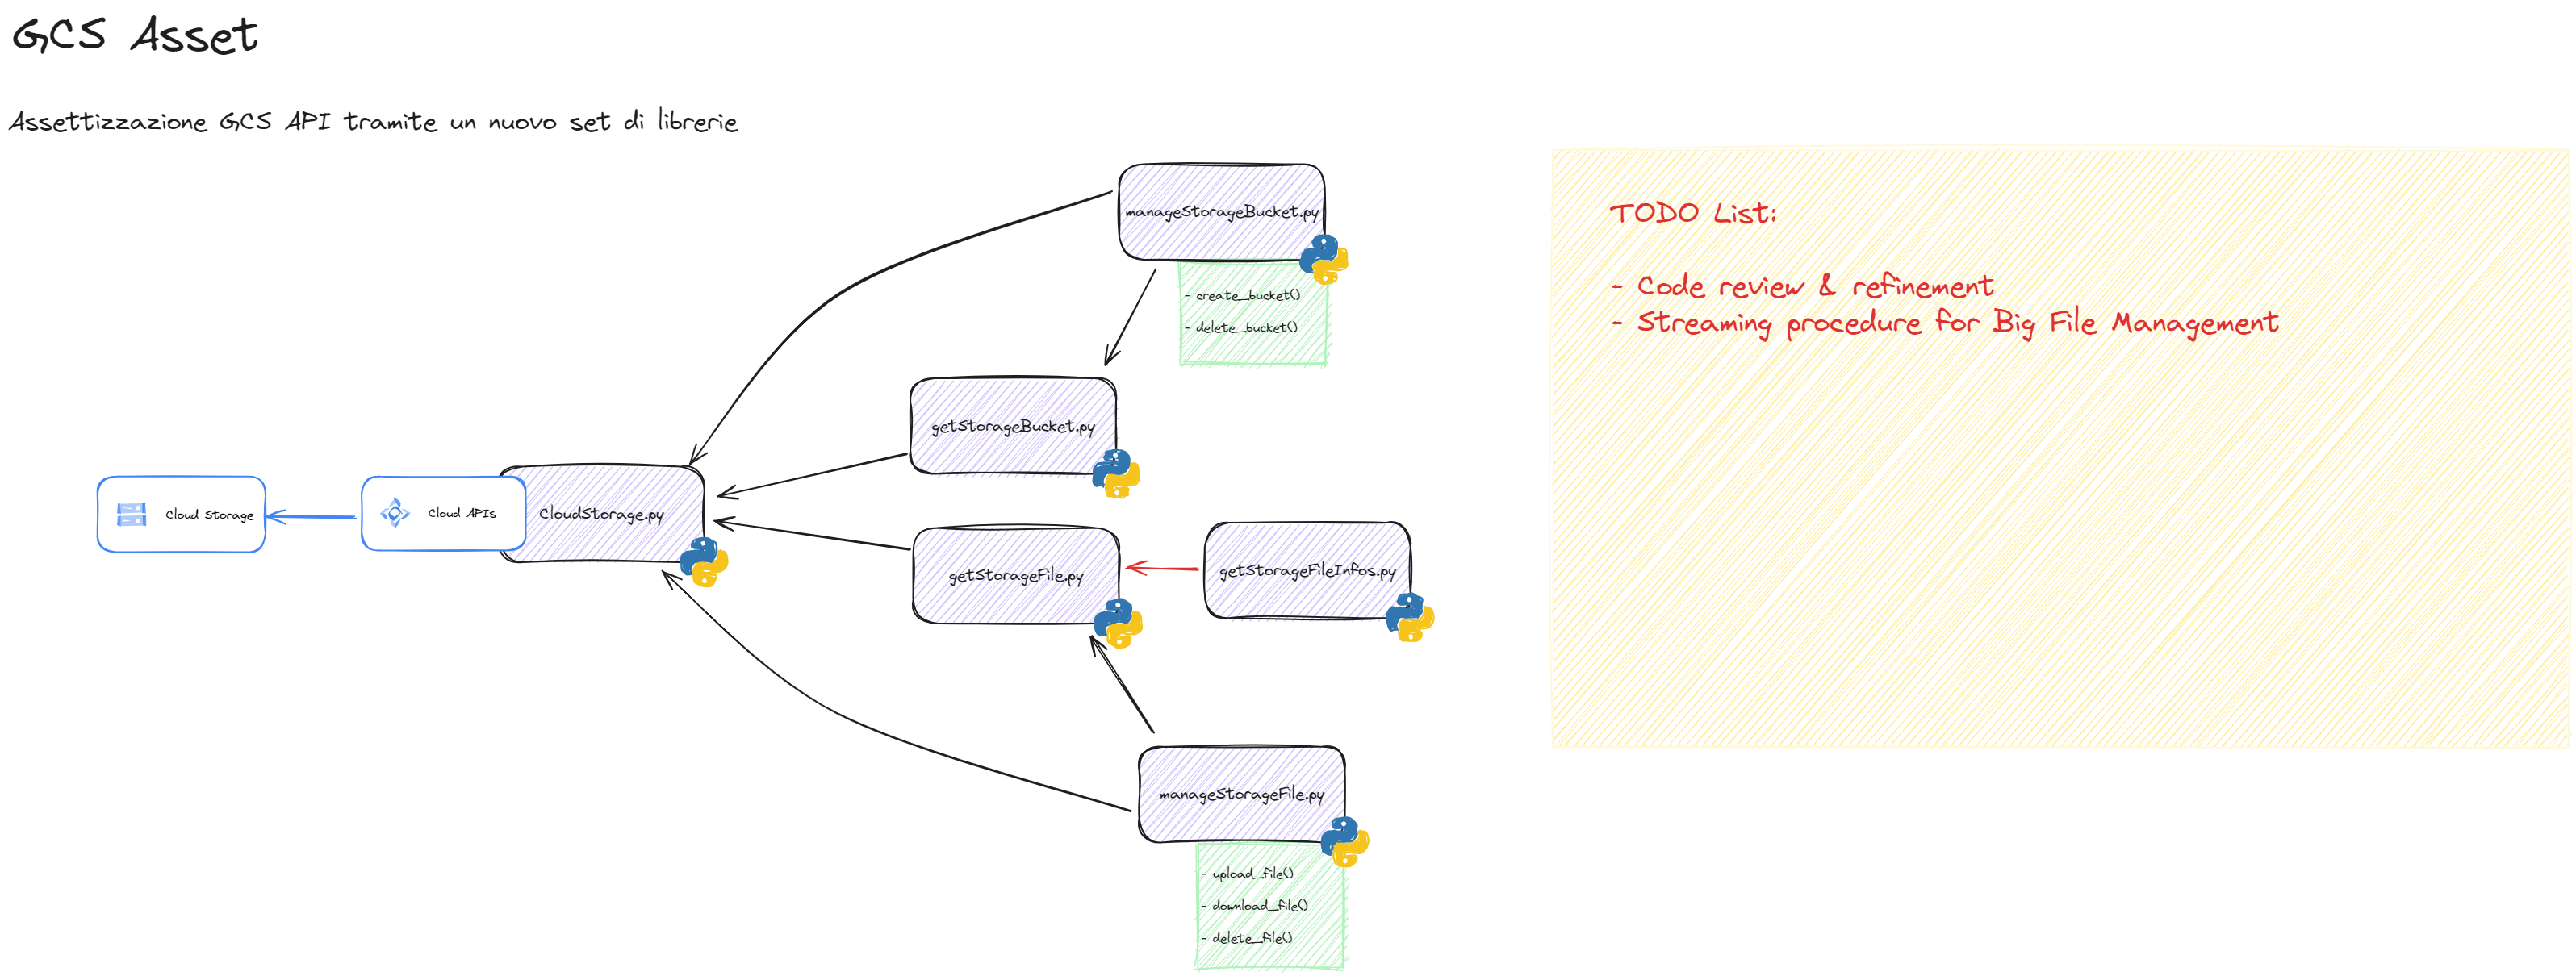 GCS Asset
Assettizzazione GCS API tramite un nuovo set di librerie
manageStorageBucket.py
- create_bucket()
- delete_bucket()
TODO List:
- Code review & refinement
- Streaming procedure for Big File Management
getStorageBucket.py
Cloud Storage
Cloud APIs
CloudStorage.py
getStorageFile.py
getStorageFileInfos.py
manageStorageFile.py
- upload_file()
- download_file()
- delete_file()